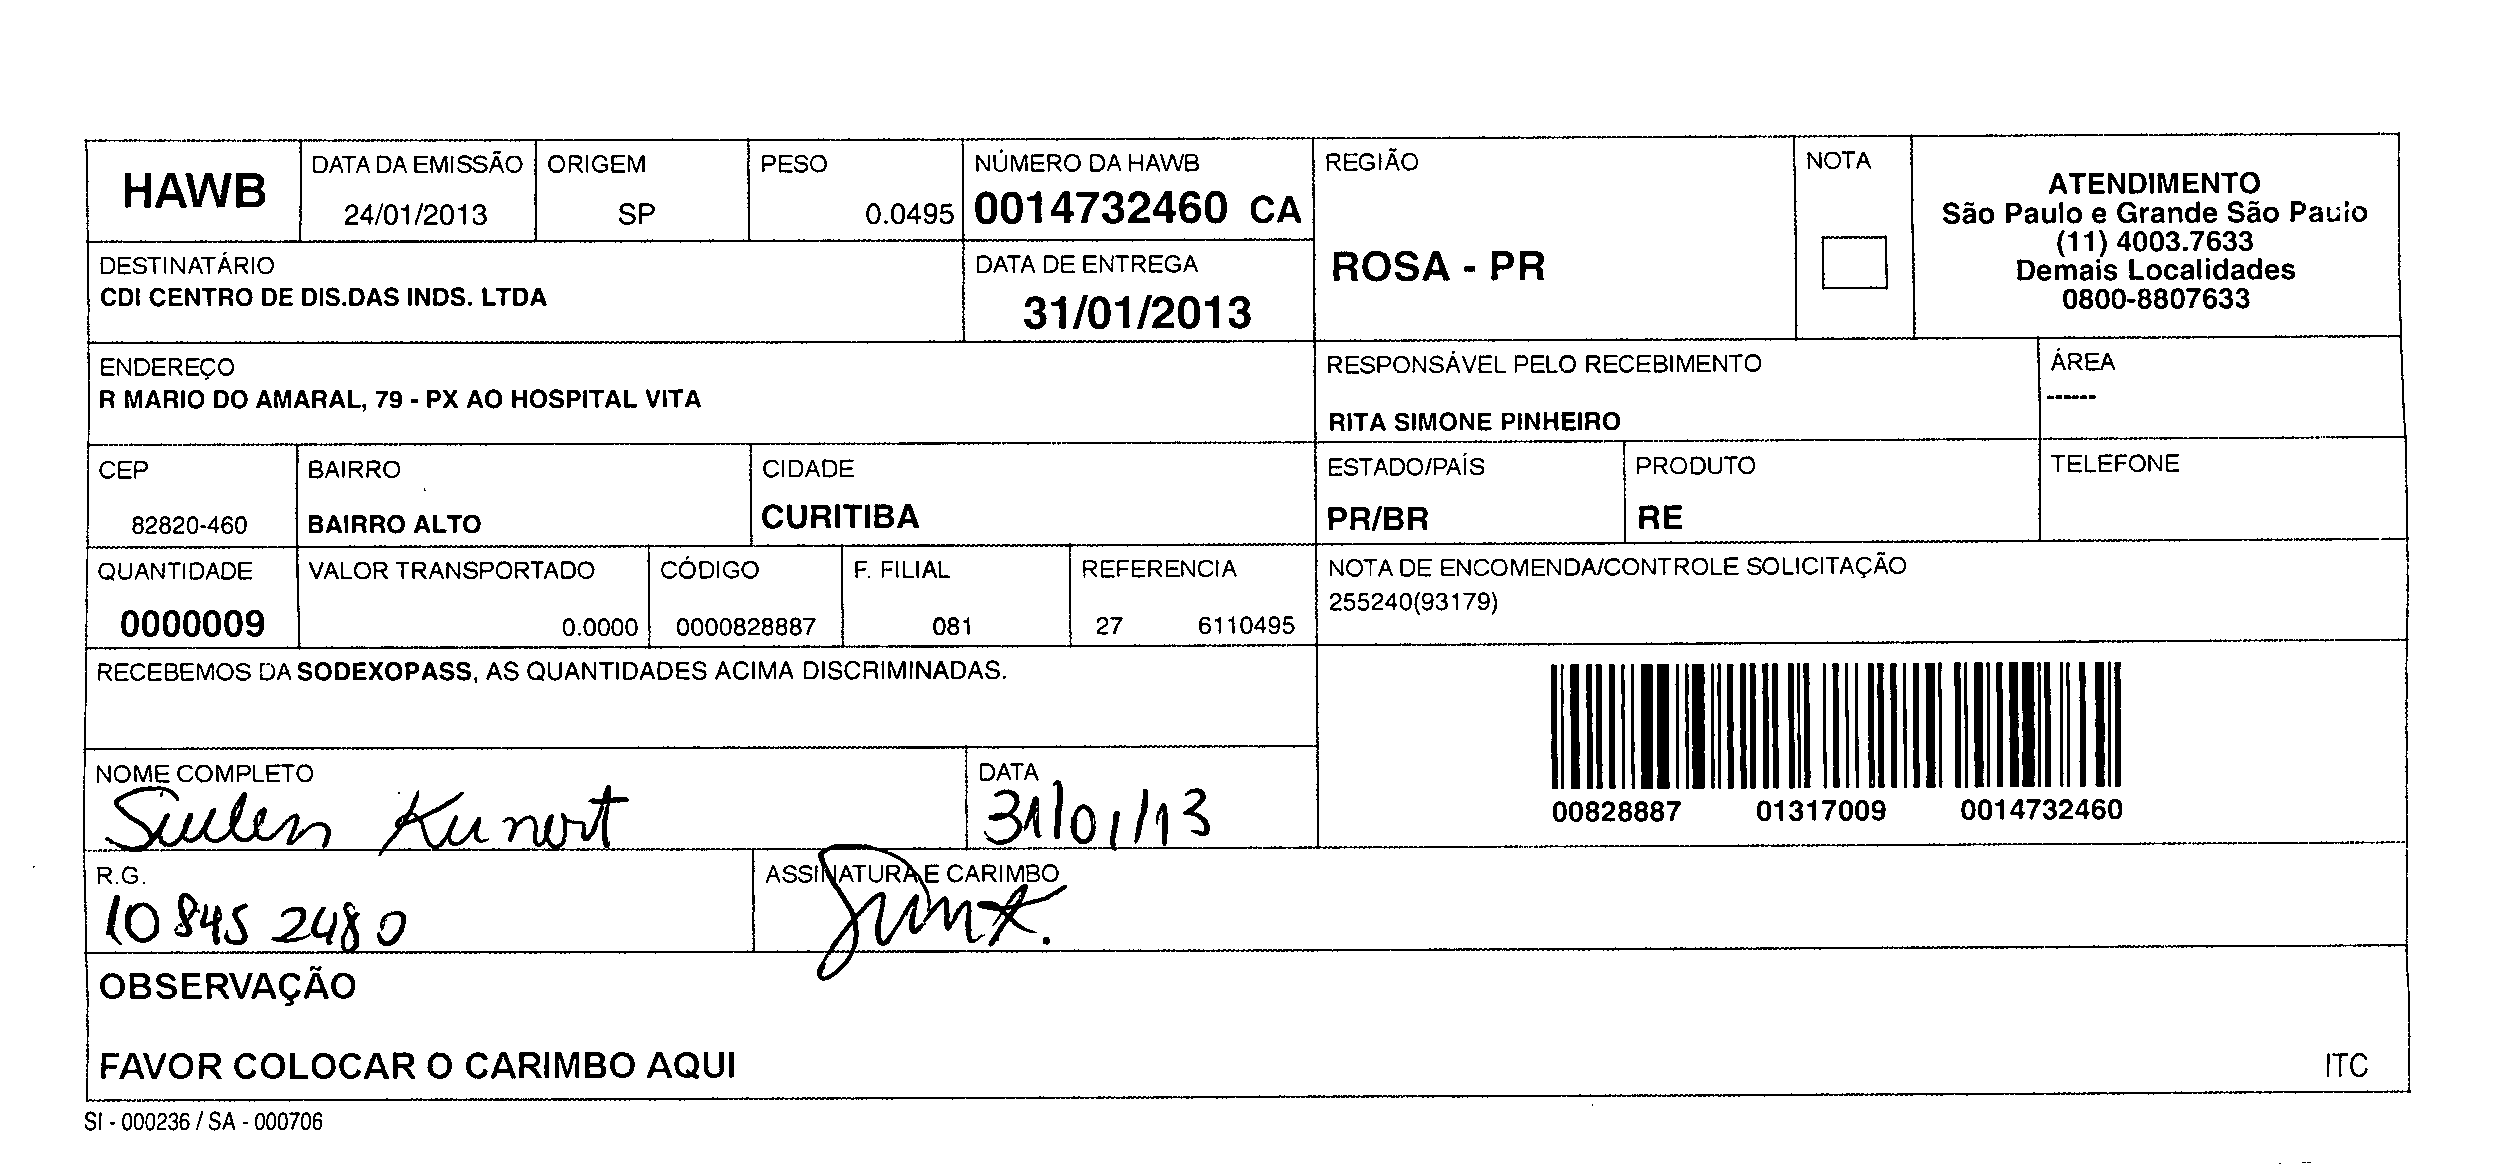 HAWB
DATA DA EMISSÃO
24/01/2013
ORIGEM
SP
PESO
0.0495
NÚMERO DA HAWB
0014732460 CA
REGIÃO
ROSA - PR
NOTA
ATENDIMENTO
São Paulo e Grande São Paulo
(11) 4003.7633
Demais Localidades
0800-8807633
DESTINATÁRIO
CDI CENTRO DE DIS.DAS INDS. LTDA
DATA DE ENTREGA
31/01/2013
ENDEREÇO
R MARIO DO AMARAL, 79 - PX AO HOSPITAL VITA
RESPONSÁVEL PELO RECEBIMENTO
RITA SIMONE PINHEIRO
ÁREA
------
CEP
82820-460
BAIRRO
BAIRRO ALTO
CIDADE
CURITIBA
ESTADO/PAÍS
PR/BR
PRODUTO
RE
TELEFONE
QUANTIDADE
0000009
VALOR TRANSPORTADO
0.0000
CÓDIGO
0000828887
F. FILIAL
081
REFERENCIA
27 6110495
NOTA DE ENCOMENDA/CONTROLE SOLICITAÇÃO
255240(93179)
RECEBEMOS DA SODEXOPASS, AS QUANTIDADES ACIMA DISCRIMINADAS.
00828887 01317009 0014732460
NOME COMPLETO
Suelen Kunert
DATA
31/01/13
R.G.
10845 2480
ASSINATURA E CARIMBO
OBSERVAÇÃO
FAVOR COLOCAR O CARIMBO AQUI
ITC
SI - 000236 / SA - 000706